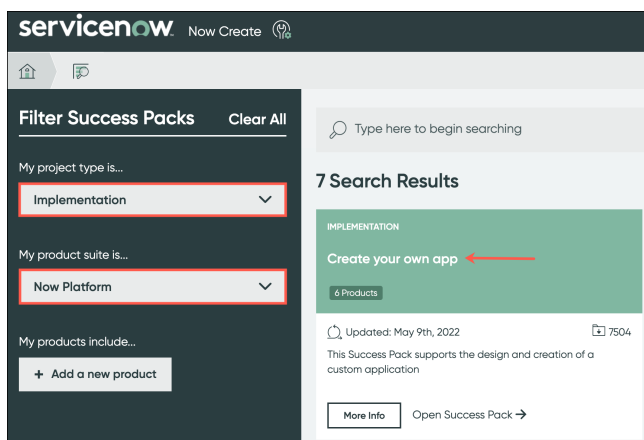 servicenow. Now Create
Filter Success Packs Clear All
My project type is...
Implementation
My product suite is...
Now Platform
My products include...
+ Add a new product
Type here to begin searching
7 Search Results
IMPLEMENTATION
Create your own app
6 Products
Updated: May 9th, 2022 7504
This Success Pack supports the design and creation of a
custom application
More Info Open Success Pack →